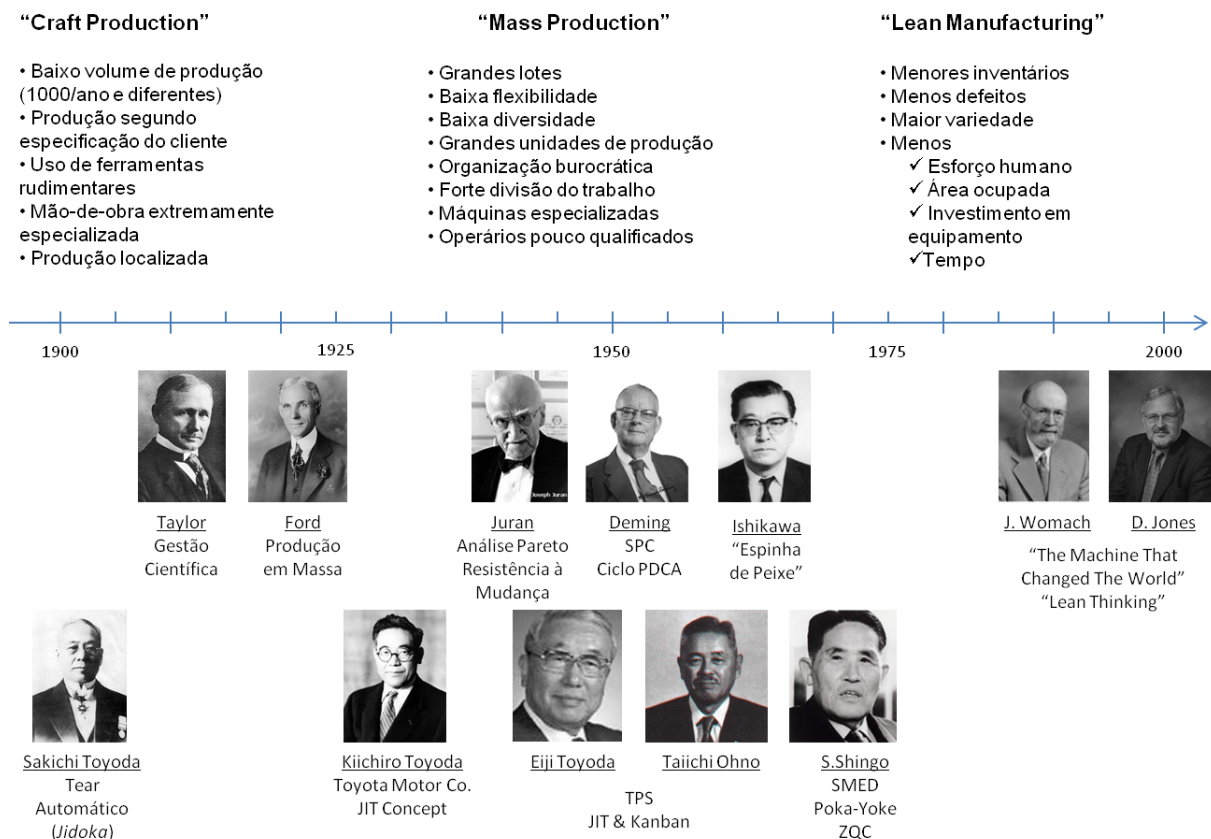 “Craft Production”
• Baixo volume de produção
(1000/ano e diferentes)
• Produção segundo
especificação do cliente
• Uso de ferramentas
rudimentares
• Mão-de-obra extremamente
especializada
• Produção localizada
“Mass Production”
• Grandes lotes
• Baixa flexibilidade
• Baixa diversidade
• Grandes unidades de produção
• Organização burocrática
• Forte divisão do trabalho
• Máquinas especializadas
• Operários pouco qualificados
“Lean Manufacturing”
• Menores inventários
• Menos defeitos
• Maior variedade
• Menos
✓ Esforço humano
✓ Área ocupada
✓ Investimento em
equipamento
✓Tempo
1900
1925
1950
1975
2000
Joseph Juran
Taylor
Gestão
Científica
Ford
Produção
em Massa
Juran
Análise Pareto
Resistência à
Mudança
Deming
SPC
Ciclo PDCA
Ishikawa
“Espinha
de Peixe”
J. Womach
D. Jones
“The Machine That
Changed The World”
“Lean Thinking”
Sakichi Toyoda
Tear
Automático
(Jidoka)
Kiichiro Toyoda
Toyota Motor Co.
JIT Concept
Eiji Toyoda
Taiichi Ohno
TPS
JIT & Kanban
S.Shingo
SMED
Poka-Yoke
ZQC